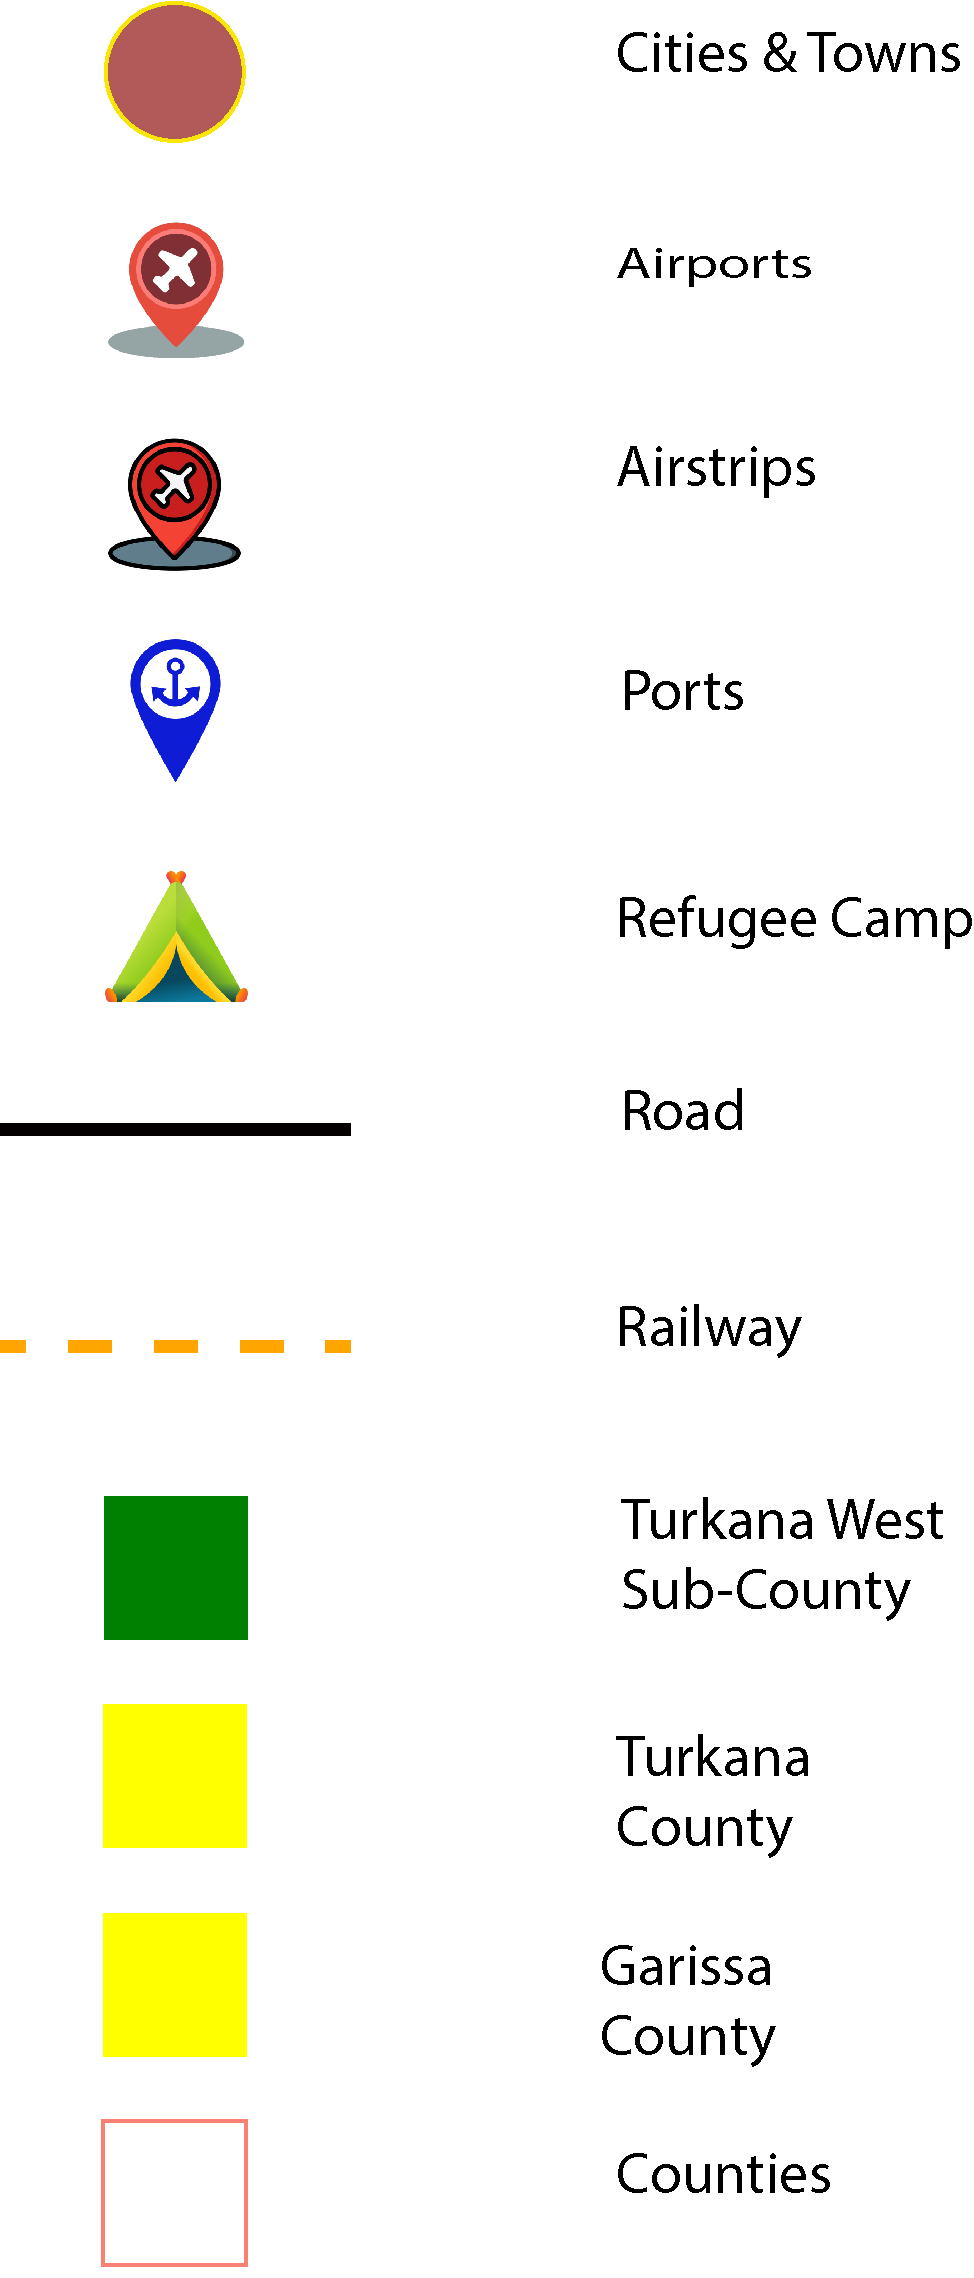 Cities & Towns
Airports
Airstrips
Ports
Refugee Camp
Road
Railway
Turkana West
Sub-County
Turkana
County
Garissa
County
Counties